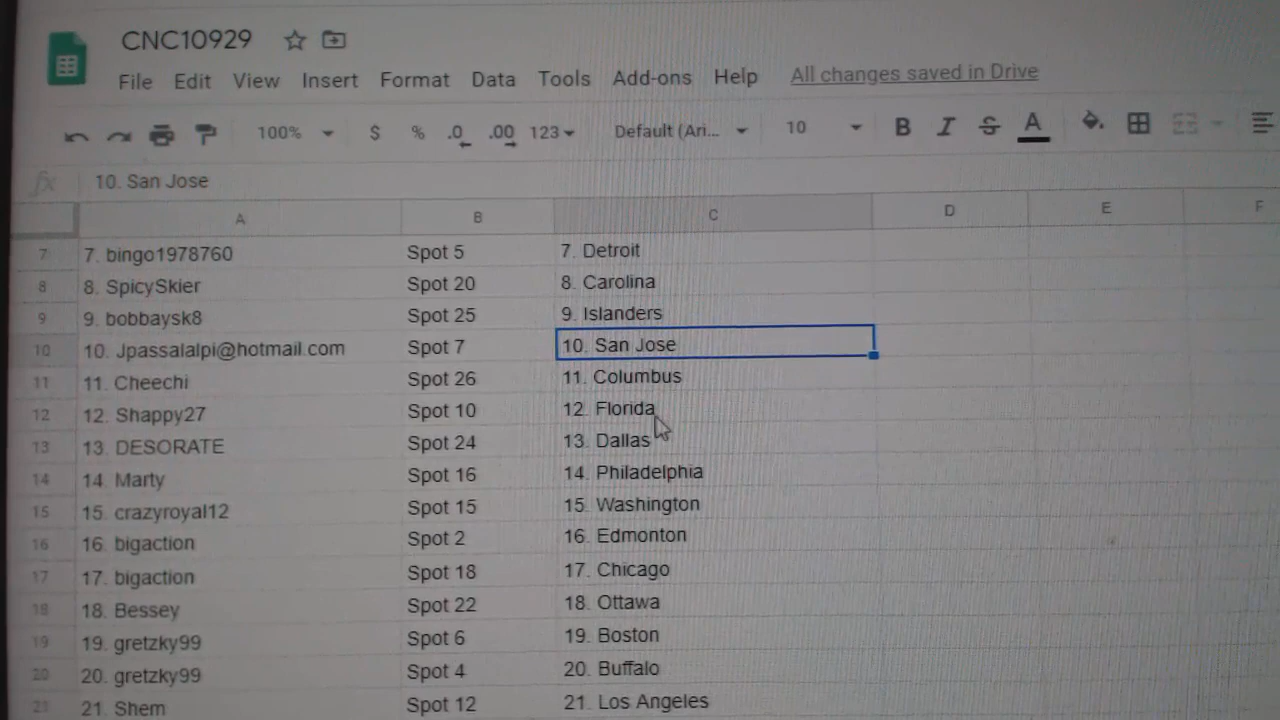 CNC10929
File Edit View Insert Format Data Tools Add-ons Help All changes saved in Drive
100% $ % .0 .00 123 Default (Ari... 10 B I S A
fx 10. San Jose
A B C D E F
7 7. bingo1978760 Spot 5 7. Detroit
8 8. SpicySkier Spot 20 8. Carolina
9 9. bobbaysk8 Spot 25 9. Islanders
10 10. Jpassalalpi@hotmail.com Spot 7 10. San Jose
11 11. Cheechi Spot 26 11. Columbus
12 12. Shappy27 Spot 10 12. Florida
13 13. DESORATE Spot 24 13. Dallas
14 14. Marty Spot 16 14. Philadelphia
15 15. crazyroyal12 Spot 15 15. Washington
16 16. bigaction Spot 2 16. Edmonton
17 17. bigaction Spot 18 17. Chicago
18 18. Bessey Spot 22 18. Ottawa
19 19. gretzky99 Spot 6 19. Boston
20 20. gretzky99 Spot 4 20. Buffalo
21 21. Shem Spot 12 21. Los Angeles